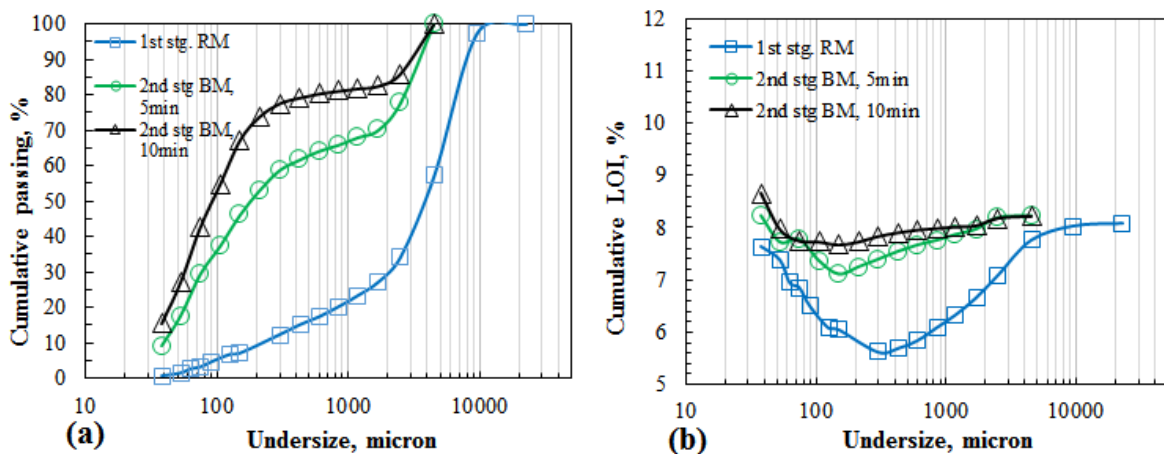 Cumulative passing, %
100
90
80
70
60
50
40
30
20
10
0
1st stg. RM
2nd stg BM,
5min
2nd stg BM,
10min
10
100
1000
10000
Undersize, micron
(a)
Cumulative LOI, %
12
11
10
9
8
7
6
5
1st stg. RM
2nd stg BM, 5min
2nd stg BM, 10min
10
100
1000
10000
Undersize, micron
(b)